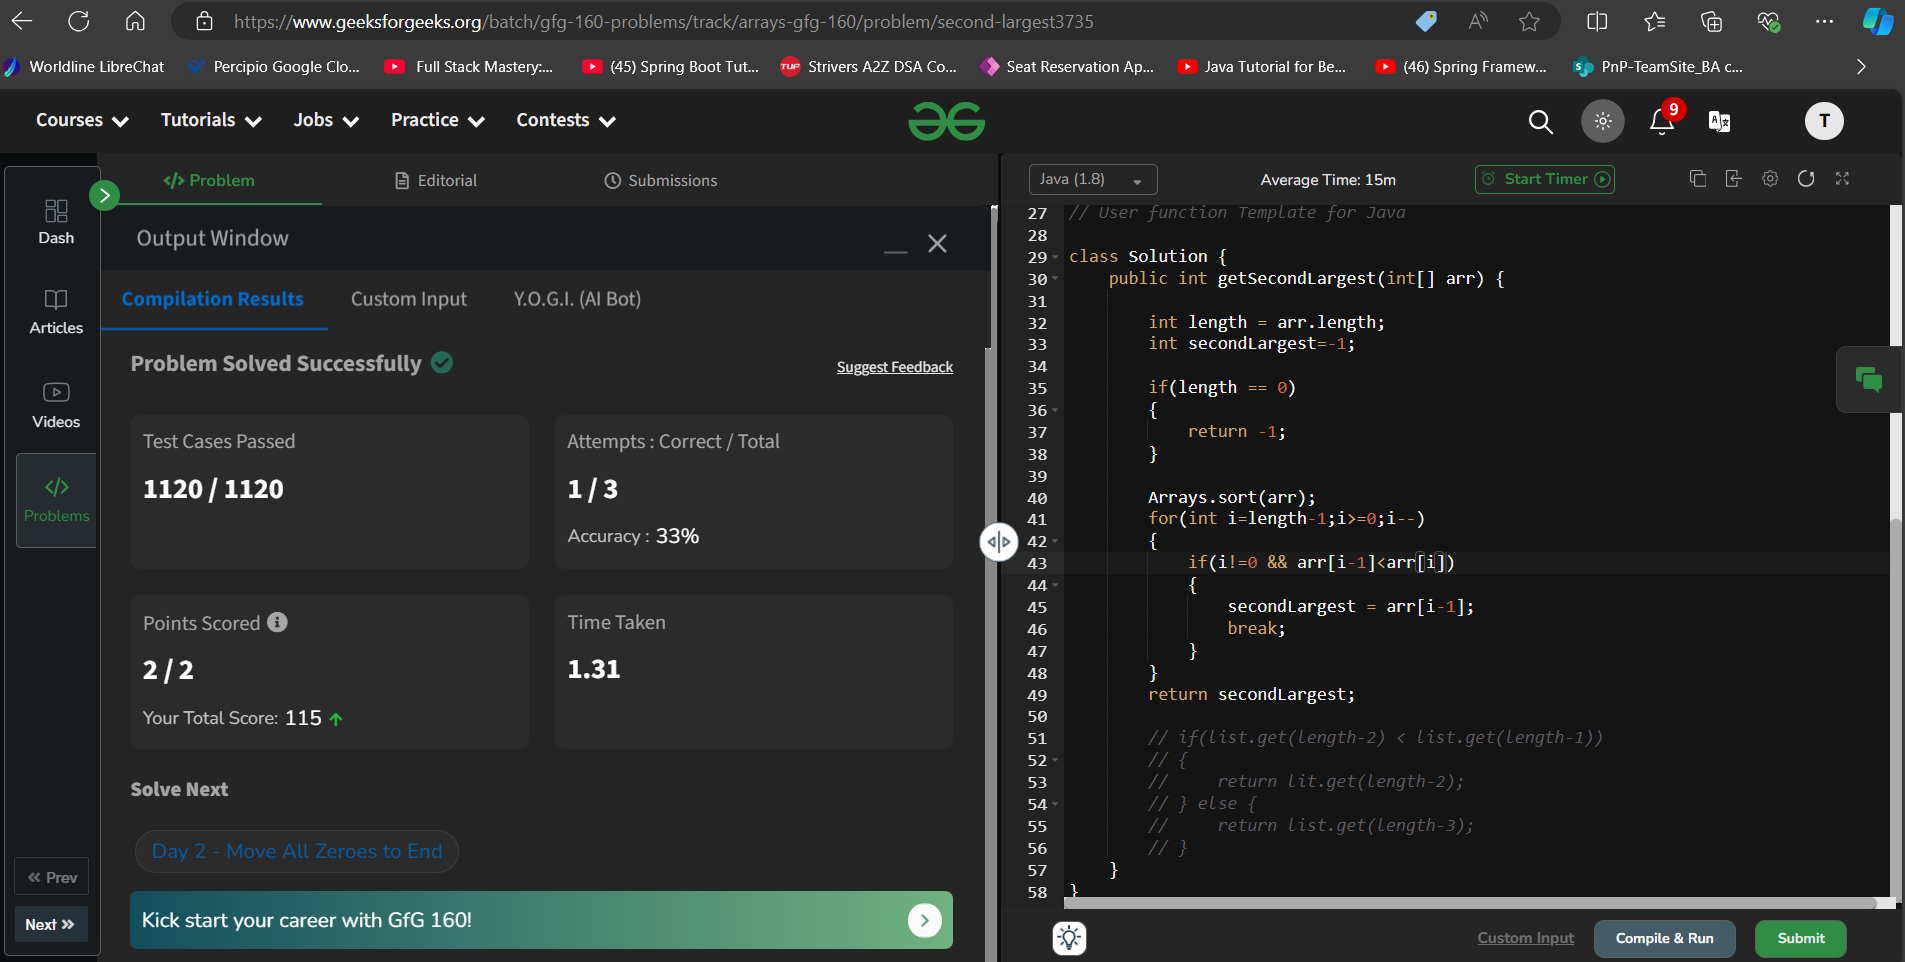 https://www.geeksforgeeks.org/batch/gfg-160-problems/track/arrays-gfg-160/problem/second-largest3735
Worldline LibreChat
Percipio Google Clo...
Full Stack Mastery:...
(45) Spring Boot Tut...
TUF
Strivers A2Z DSA Co...
Seat Reservation Ap...
Java Tutorial for Be...
(46) Spring Framew...
PnP-TeamSite_BA c...
Courses
Tutorials
Jobs
Practice
Contests
9
T
Dash
Articles
Videos
Problems
Prev
Next
Problem
Editorial
Submissions
Output Window
Compilation Results
Custom Input
Y.O.G.I. (AI Bot)
Problem Solved Successfully
Suggest Feedback
Test Cases Passed
1120 / 1120
Attempts : Correct / Total
1 / 3
Accuracy : 33%
Points Scored
2 / 2
Your Total Score: 115
Time Taken
1.31
Solve Next
Day 2 - Move All Zeroes to End
Kick start your career with GfG 160!
Java (1.8)
Average Time: 15m
Start Timer
27 // User function Template for Java
28
29 class Solution {
30 public int getSecondLargest(int[] arr) {
31
32 int length = arr.length;
33 int secondLargest=-1;
34
35 if(length == 0)
36 {
37 return -1;
38 }
39
40 Arrays.sort(arr);
41 for(int i=length-1;i>=0;i--)
42 {
43 if(i!=0 && arr[i-1]<arr[i])
44 {
45 secondLargest = arr[i-1];
46 break;
47 }
48 }
49 return secondLargest;
50
51 // if(list.get(length-2) < list.get(length-1))
52 // {
53 // return lit.get(length-2);
54 // } else {
55 // return list.get(length-3);
56 // }
57 }
58 }
Custom Input
Compile & Run
Submit